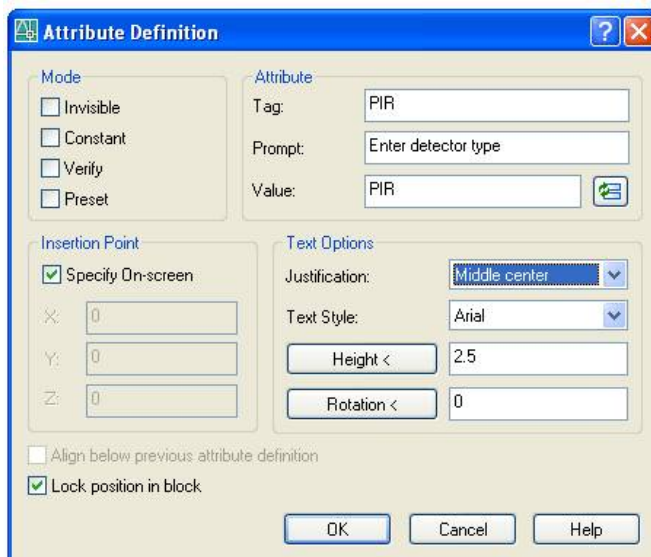 Attribute Definition
Mode
Invisible
Constant
Verify
Preset
Attribute
Tag: PIR
Prompt: Enter detector type
Value: PIR
Insertion Point
Specify On-screen
X: 0
Y: 0
Z: 0
Text Options
Justification: Middle center
Text Style: Arial
Height < 2.5
Rotation < 0
Align below previous attribute definition
Lock position in block
OK Cancel Help